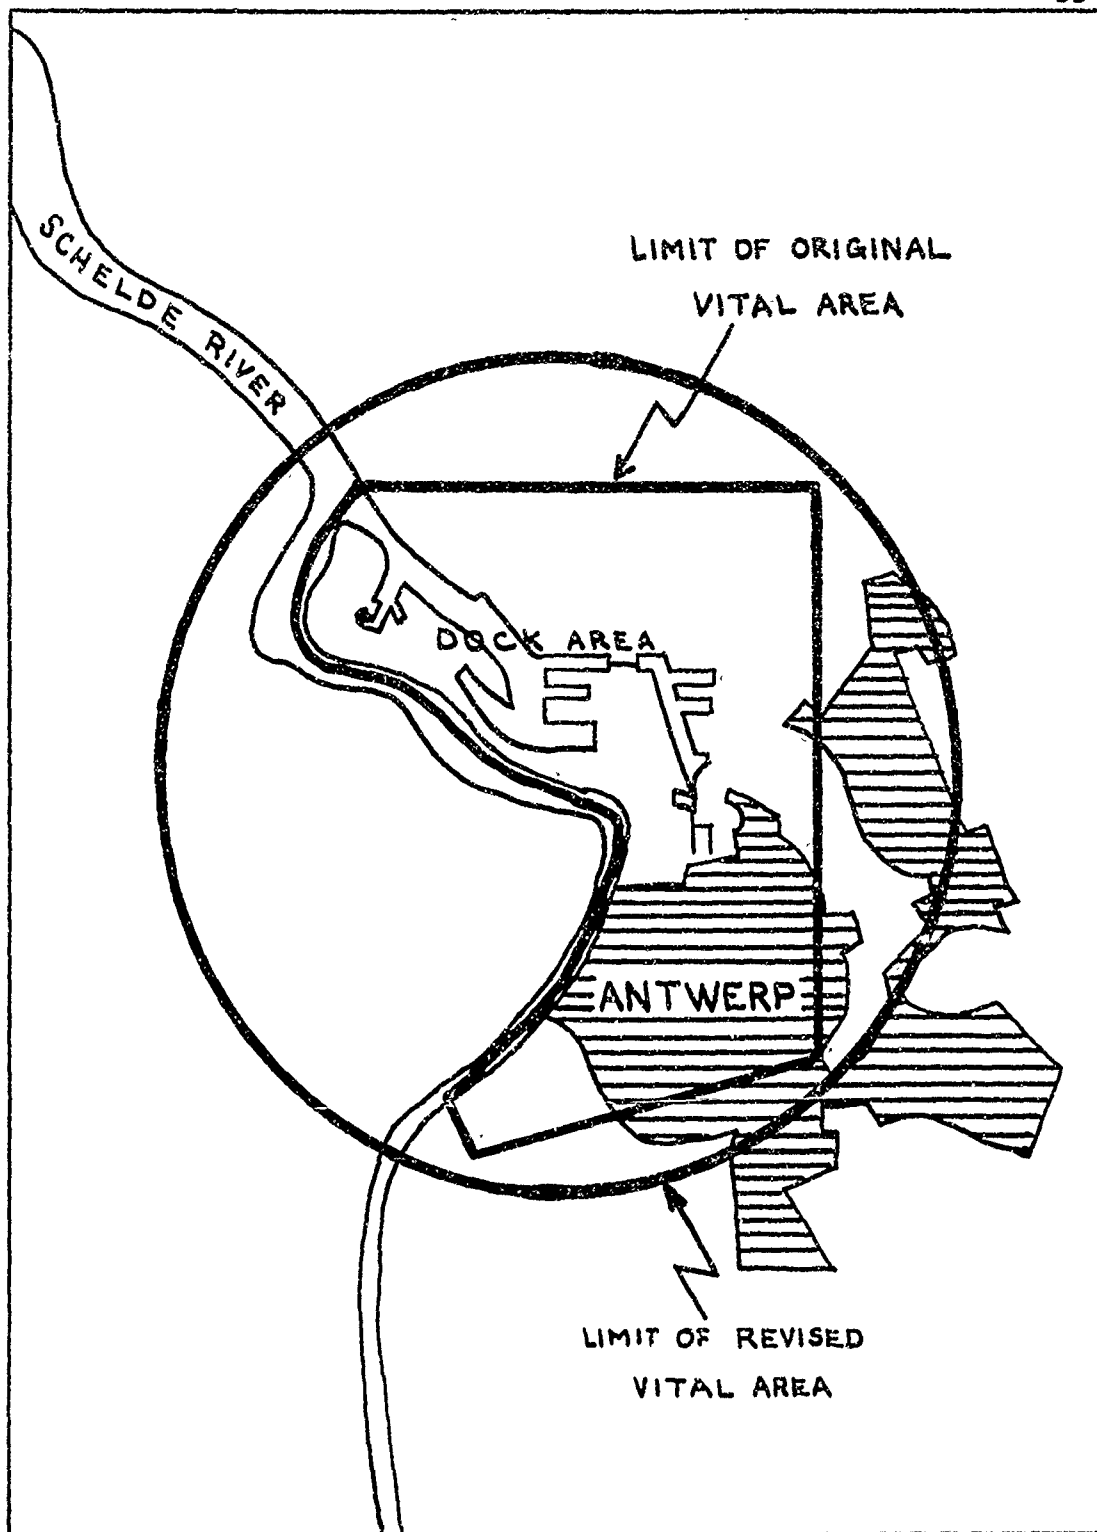 SCHELDE RIVER
LIMIT OF ORIGINAL
VITAL AREA
DOCK AREA
ANTWERP
LIMIT OF REVISED
VITAL AREA